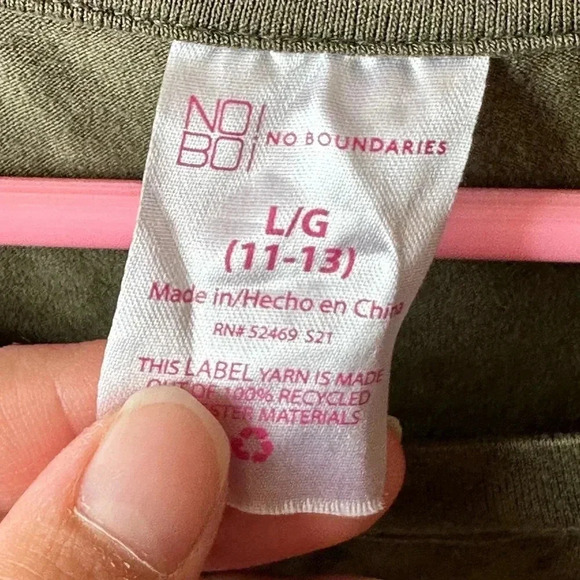 NO!
BO!
NO BOUNDARIES
L/G
(11-13)
Made in/Hecho en China
RN# 52469 S21
THIS LABEL YARN IS MADE
OUT OF 100% RECYCLED
MATERIALS